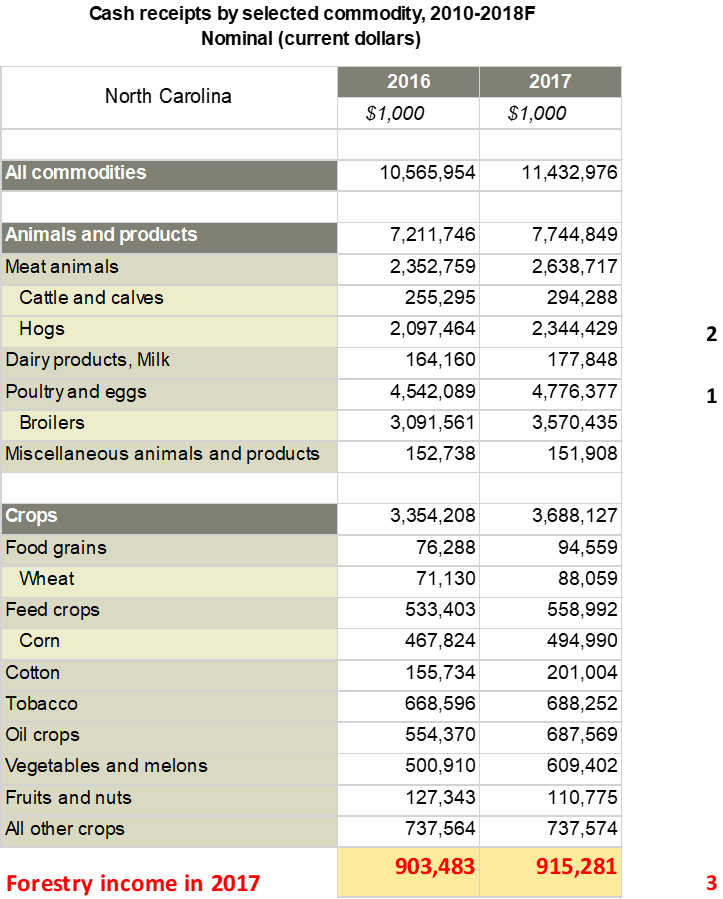 Cash receipts by selected commodity, 2010-2018F
Nominal (current dollars)
North Carolina 2016 2017
$1,000 $1,000
All commodities 10,565,954 11,432,976
Animals and products 7,211,746 7,744,849
Meat animals 2,352,759 2,638,717
Cattle and calves 255,295 294,288
Hogs 2,097,464 2,344,429 2
Dairy products, Milk 164,160 177,848
Poultry and eggs 4,542,089 4,776,377 1
Broilers 3,091,561 3,570,435
Miscellaneous animals and products 152,738 151,908
Crops 3,354,208 3,688,127
Food grains 76,288 94,559
Wheat 71,130 88,059
Feed crops 533,403 558,992
Corn 467,824 494,990
Cotton 155,734 201,004
Tobacco 668,596 688,252
Oil crops 554,370 687,569
Vegetables and melons 500,910 609,402
Fruits and nuts 127,343 110,775
All other crops 737,564 737,574
Forestry income in 2017 903,483 915,281 3